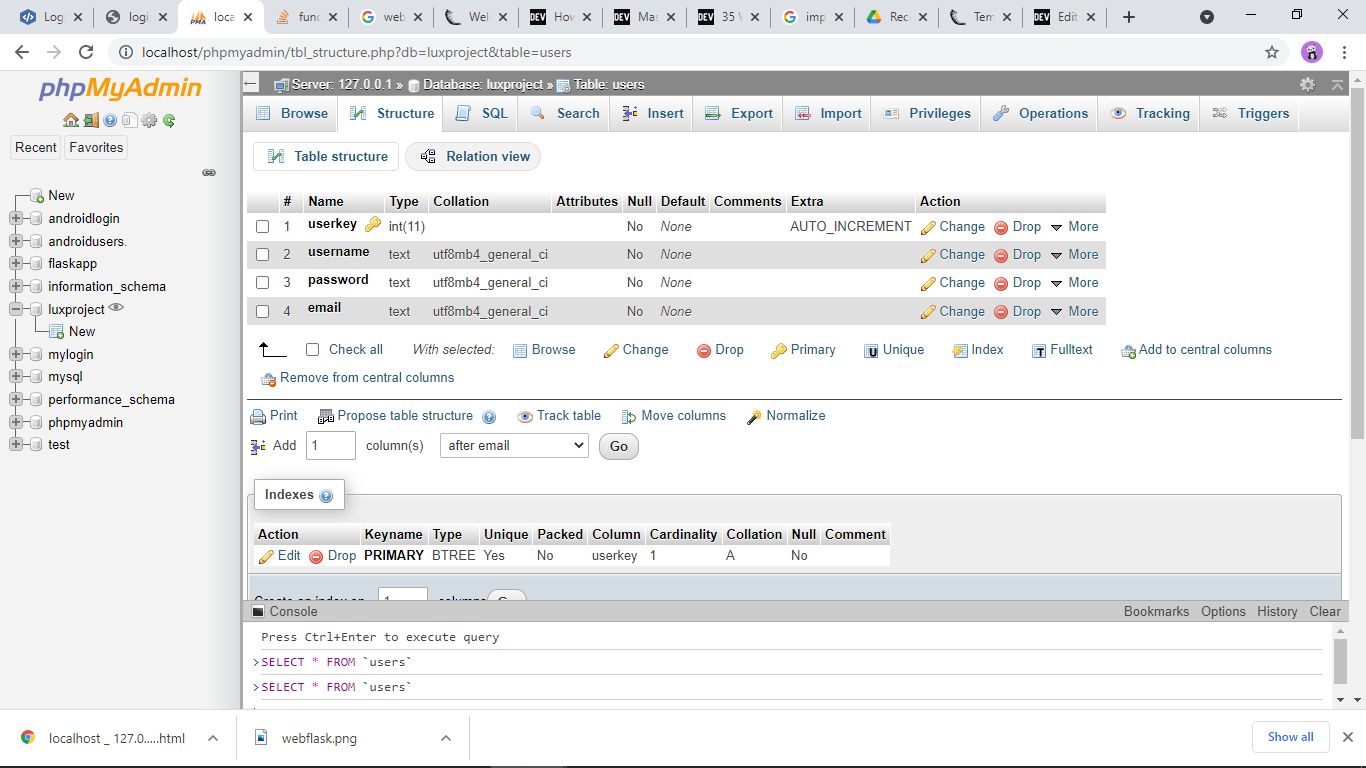 Log
logi
loca
func
web
Wel
Hov
Mas
35 V
imp
Rec
Tem
Edit
localhost/phpmyadmin/tbl_structure.php?db=luxproject&table=users
phpMyAdmin
Recent Favorites
New
androidlogin
androidusers.
flaskapp
information_schema
luxproject
New
mylogin
mysql
performance_schema
phpmyadmin
test
Server: 127.0.0.1 » Database: luxproject » Table: users
Browse Structure SQL Search Insert Export Import Privileges Operations Tracking Triggers
Table structure Relation view
# Name Type Collation Attributes Null Default Comments Extra Action
1 userkey int(11) No None AUTO_INCREMENT Change Drop More
2 username text utf8mb4_general_ci No None Change Drop More
3 password text utf8mb4_general_ci No None Change Drop More
4 email text utf8mb4_general_ci No None Change Drop More
Check all With selected: Browse Change Drop Primary Unique Index Fulltext Add to central columns
Remove from central columns
Print Propose table structure Track table Move columns Normalize
Add 1 column(s) after email Go
Indexes
Action Keyname Type Unique Packed Column Cardinality Collation Null Comment
Edit Drop PRIMARY BTREE Yes No userkey 1 A No
Create an index on 1 columns Go
Console Bookmarks Options History Clear
Press Ctrl+Enter to execute query
>SELECT * FROM `users`
>SELECT * FROM `users`
localhost _ 127.0.....html
webflask.png
Show all